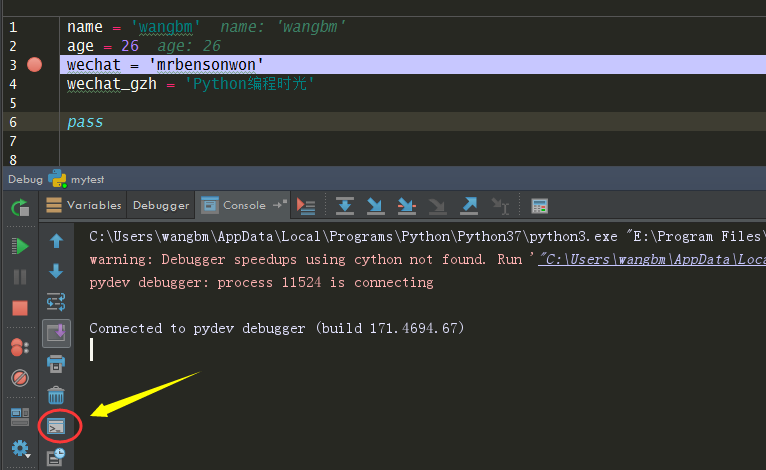 1 name = 'wangbm' name: 'wangbm'
2 age = 26 age: 26
3 wechat = 'mrbensonwon'
4 wechat_gzh = 'Python编程时光'
5
6 pass
7
8
Debug mytest
Variables Debugger Console
C:\Users\wangbm\AppData\Local\Programs\Python\Python37\python3.exe "E:\Program Files\
warning: Debugger speedups using cython not found. Run '"C:\Users\wangbm\AppData\Loca
pydev debugger: process 11524 is connecting
Connected to pydev debugger (build 171.4694.67)